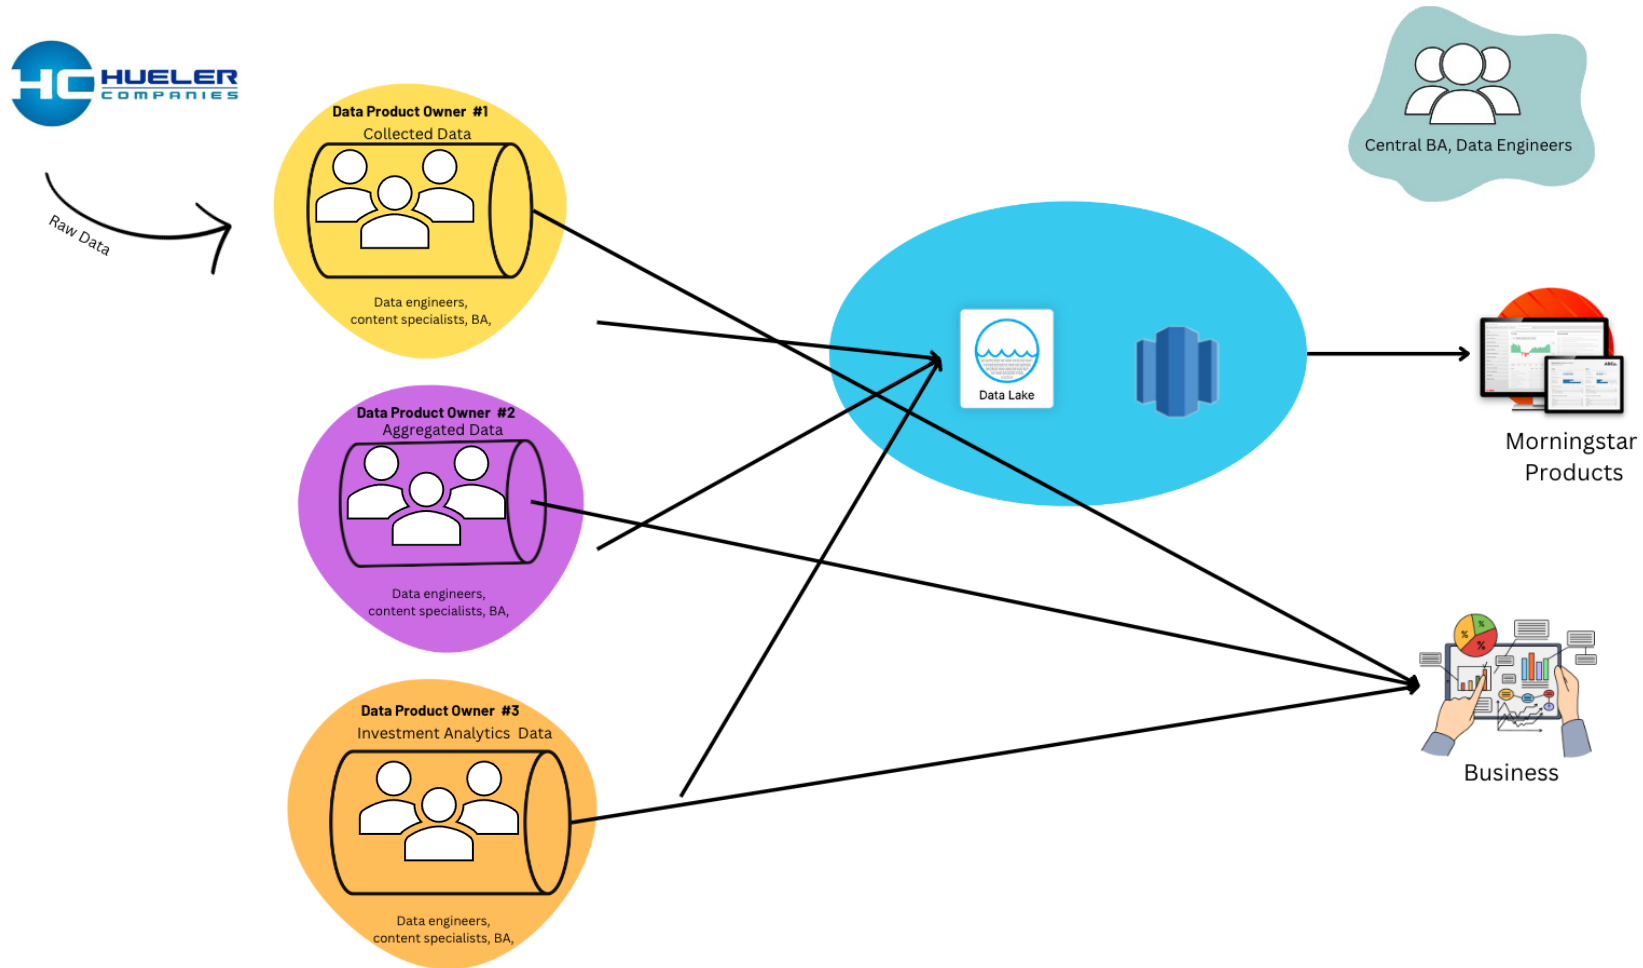 HC HUELER
COMPANIES
Raw Data
Data Product Owner #1
Collected Data
Data engineers,
content specialists, BA,
Data Product Owner #2
Aggregated Data
Data engineers,
content specialists, BA,
Data Product Owner #3
Investment Analytics Data
Data engineers,
content specialists, BA,
Data Lake
Central BA, Data Engineers
Morningstar
Products
%
%
%
Business